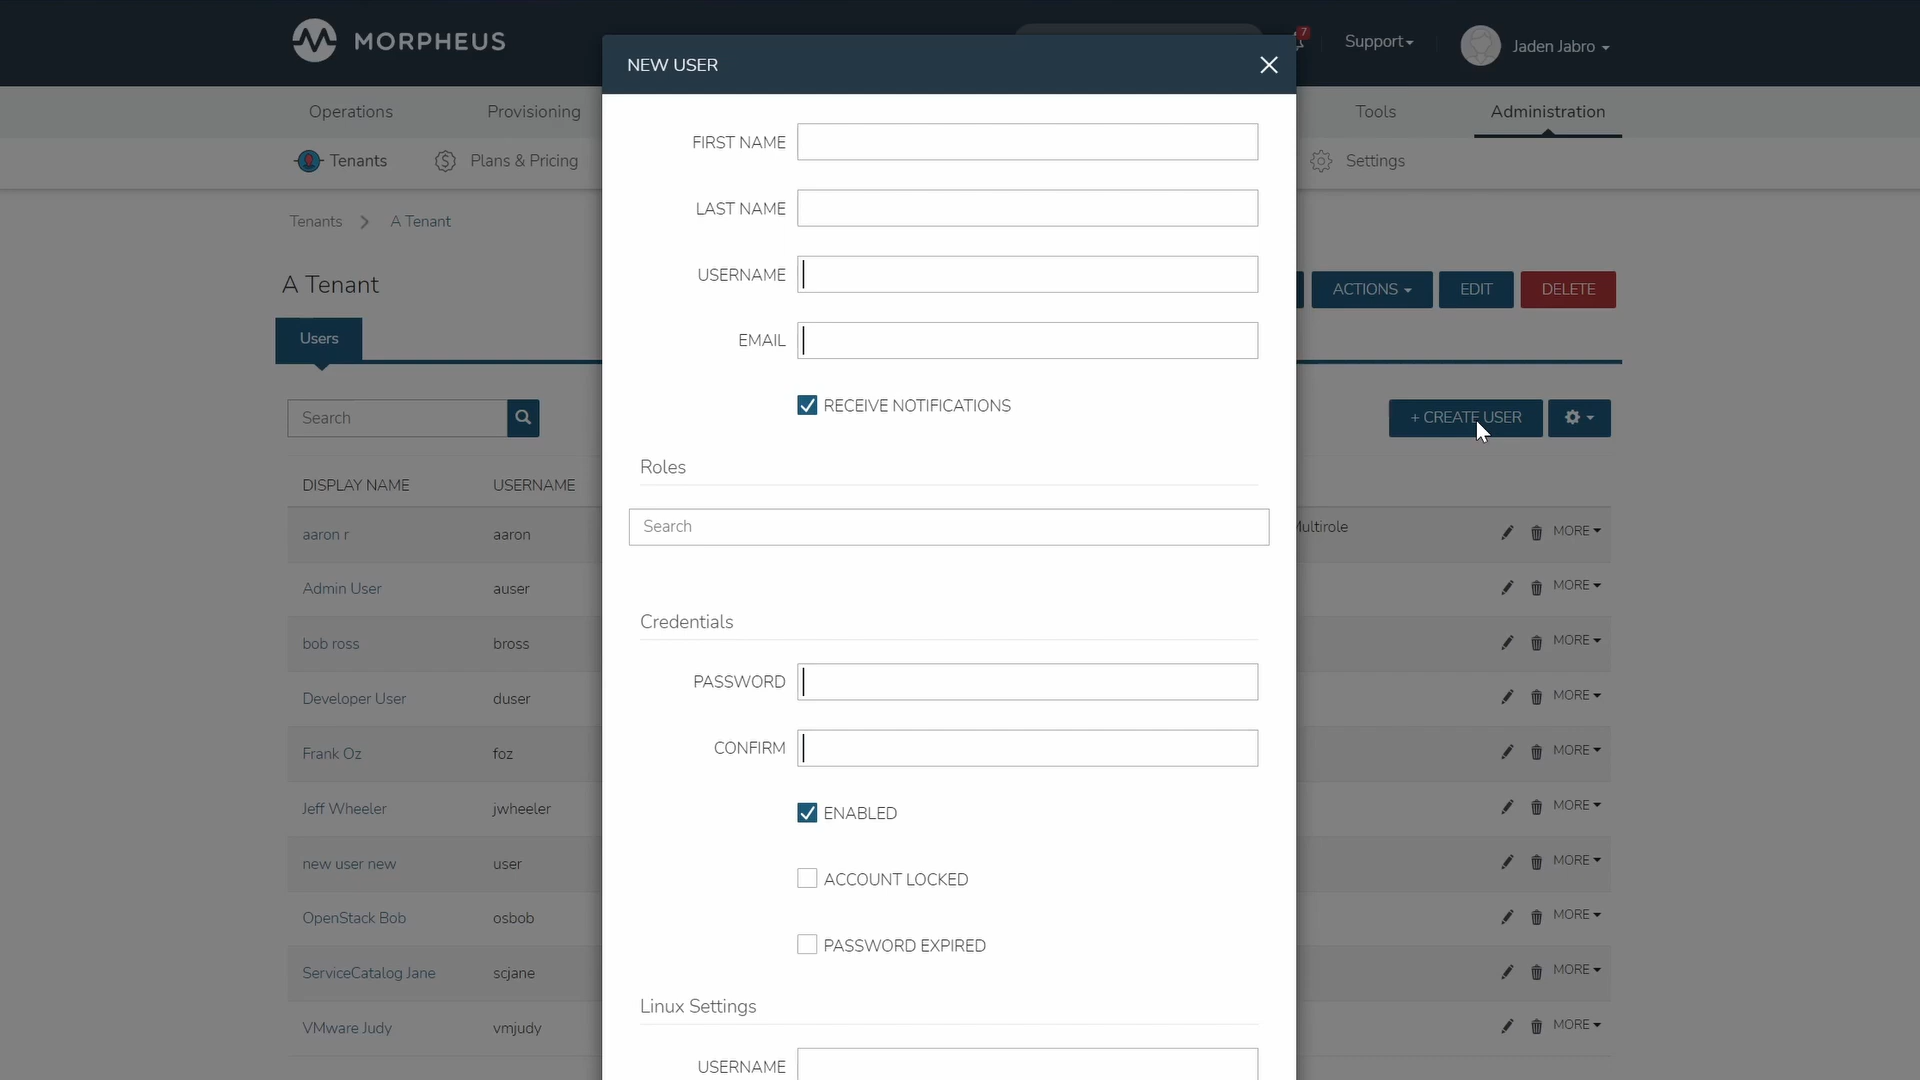 MORPHEUS
7
Support
Jaden Jabro
NEW USER
Operations
Provisioning
Tools
Administration
Tenants
Plans & Pricing
Settings
Tenants
A Tenant
A Tenant
ACTIONS
EDIT
DELETE
Users
Search
+ CREATE USER
DISPLAY NAME USERNAME
aaron r aaron Multirole MORE
Admin User auser MORE
bob ross bross MORE
Developer User duser MORE
Frank Oz foz MORE
Jeff Wheeler jwheeler MORE
new user new user MORE
OpenStack Bob osbob MORE
ServiceCatalog Jane scjane MORE
VMware Judy vmjudy MORE
FIRST NAME
LAST NAME
USERNAME
EMAIL
RECEIVE NOTIFICATIONS
Roles
Search
Credentials
PASSWORD
CONFIRM
ENABLED
ACCOUNT LOCKED
PASSWORD EXPIRED
Linux Settings
USERNAME